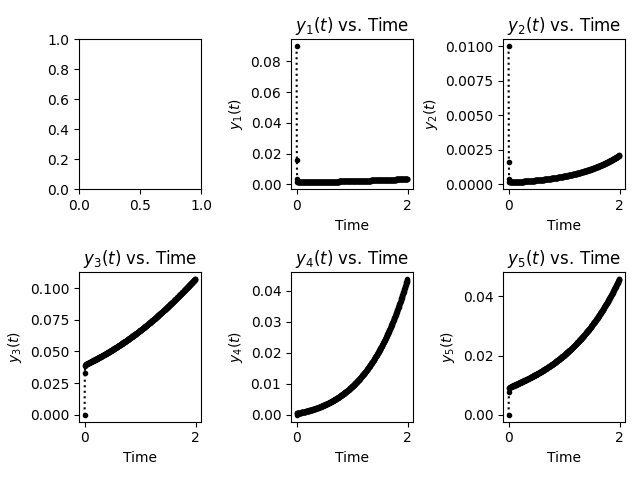 1.0
0.8
0.6
0.4
0.2
0.0
0.0 0.5 1.0
y₁(t) vs. Time
0.08
0.06
0.04
0.02
0.00
y₁(t)
0 2
Time
y₂(t) vs. Time
0.0100
0.0075
0.0050
0.0025
0.0000
y₂(t)
0 2
Time
y₃(t) vs. Time
0.100
0.075
0.050
0.025
0.000
y₃(t)
0 2
Time
y₄(t) vs. Time
0.04
0.03
0.02
0.01
0.00
y₄(t)
0 2
Time
y₅(t) vs. Time
0.04
0.02
0.00
y₅(t)
0 2
Time